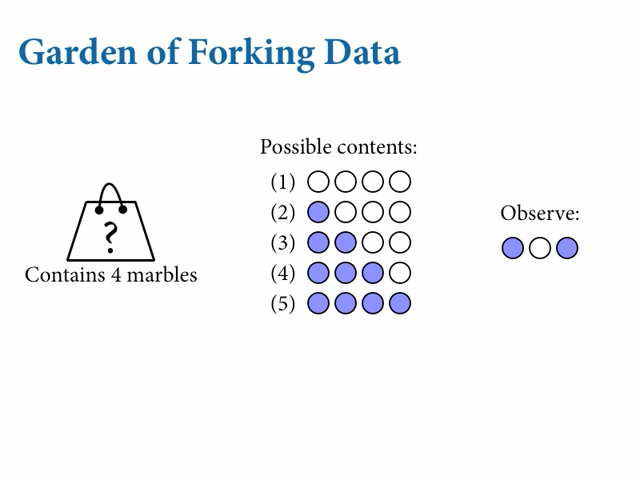 Garden of Forking Data
Possible contents:
(1)
(2)
(3)
(4)
(5)
?
Contains 4 marbles
Observe: